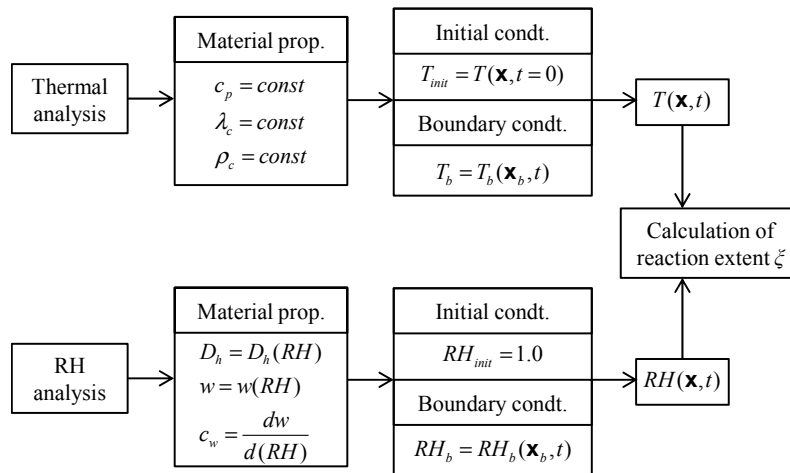 Thermal
analysis
Material prop.
c_p = const
λ_c = const
ρ_c = const
Initial condt.
T_init = T(x, t = 0)
Boundary condt.
T_b = T_b(x_b, t)
T(x, t)
Calculation of
reaction extent ξ
RH
analysis
Material prop.
D_h = D_h(RH)
w = w(RH)
c_w = dw / d(RH)
Initial condt.
RH_init = 1.0
Boundary condt.
RH_b = RH_b(x_b, t)
RH(x, t)